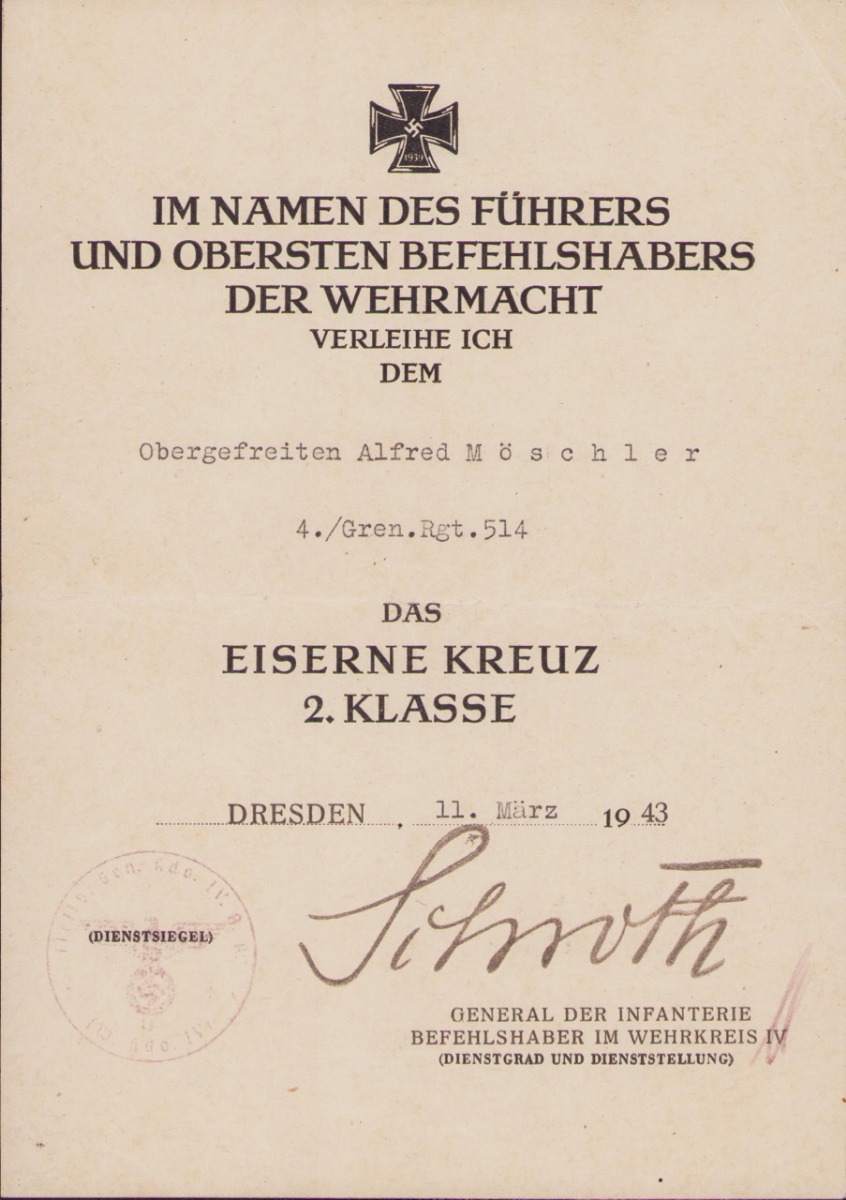 1939
IM NAMEN DES FÜHRERS
UND OBERSTEN BEFEHLSHABERS
DER WEHRMACHT
VERLEIHE ICH
DEM
Obergefreiten Alfred M ö s c h l e r
4./Gren.Rgt.514
DAS
EISERNE KREUZ
2. KLASSE
DRESDEN, 11. März 1943
Schroth
(DIENSTSIEGEL)
GENERAL DER INFANTERIE
BEFEHLSHABER IM WEHRKREIS IV
(DIENSTGRAD UND DIENSTSTELLUNG)